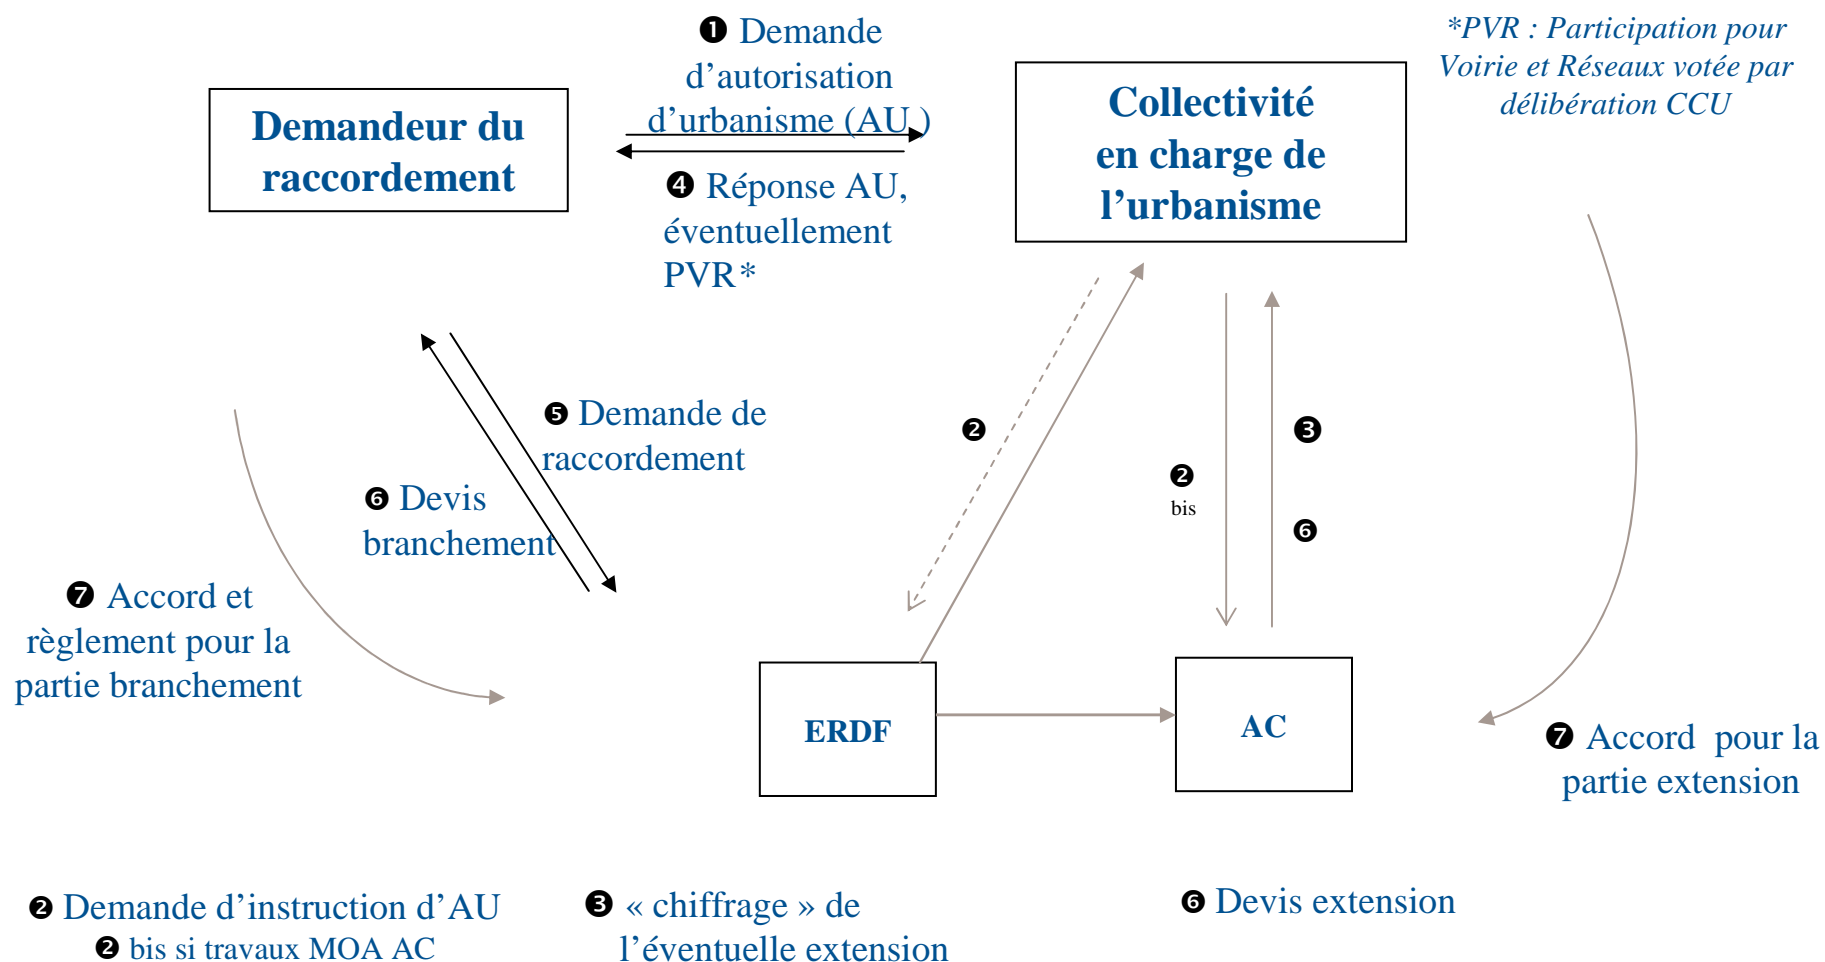 ❶ Demande
d’autorisation
d’urbanisme (AU )
*PVR : Participation pour
Voirie et Réseaux votée par
délibération CCU
Demandeur du
raccordement
Collectivité
en charge de
l’urbanisme
❹ Réponse AU,
éventuellement
PVR*
❺ Demande de
raccordement
❻ Devis
branchement
❷
❷
bis
❸
❻
❼ Accord et
règlement pour la
partie branchement
ERDF
AC
❼ Accord pour la
partie extension
❷ Demande d’instruction d’AU
❷ bis si travaux MOA AC
❸ « chiffrage » de
l’éventuelle extension
❻ Devis extension